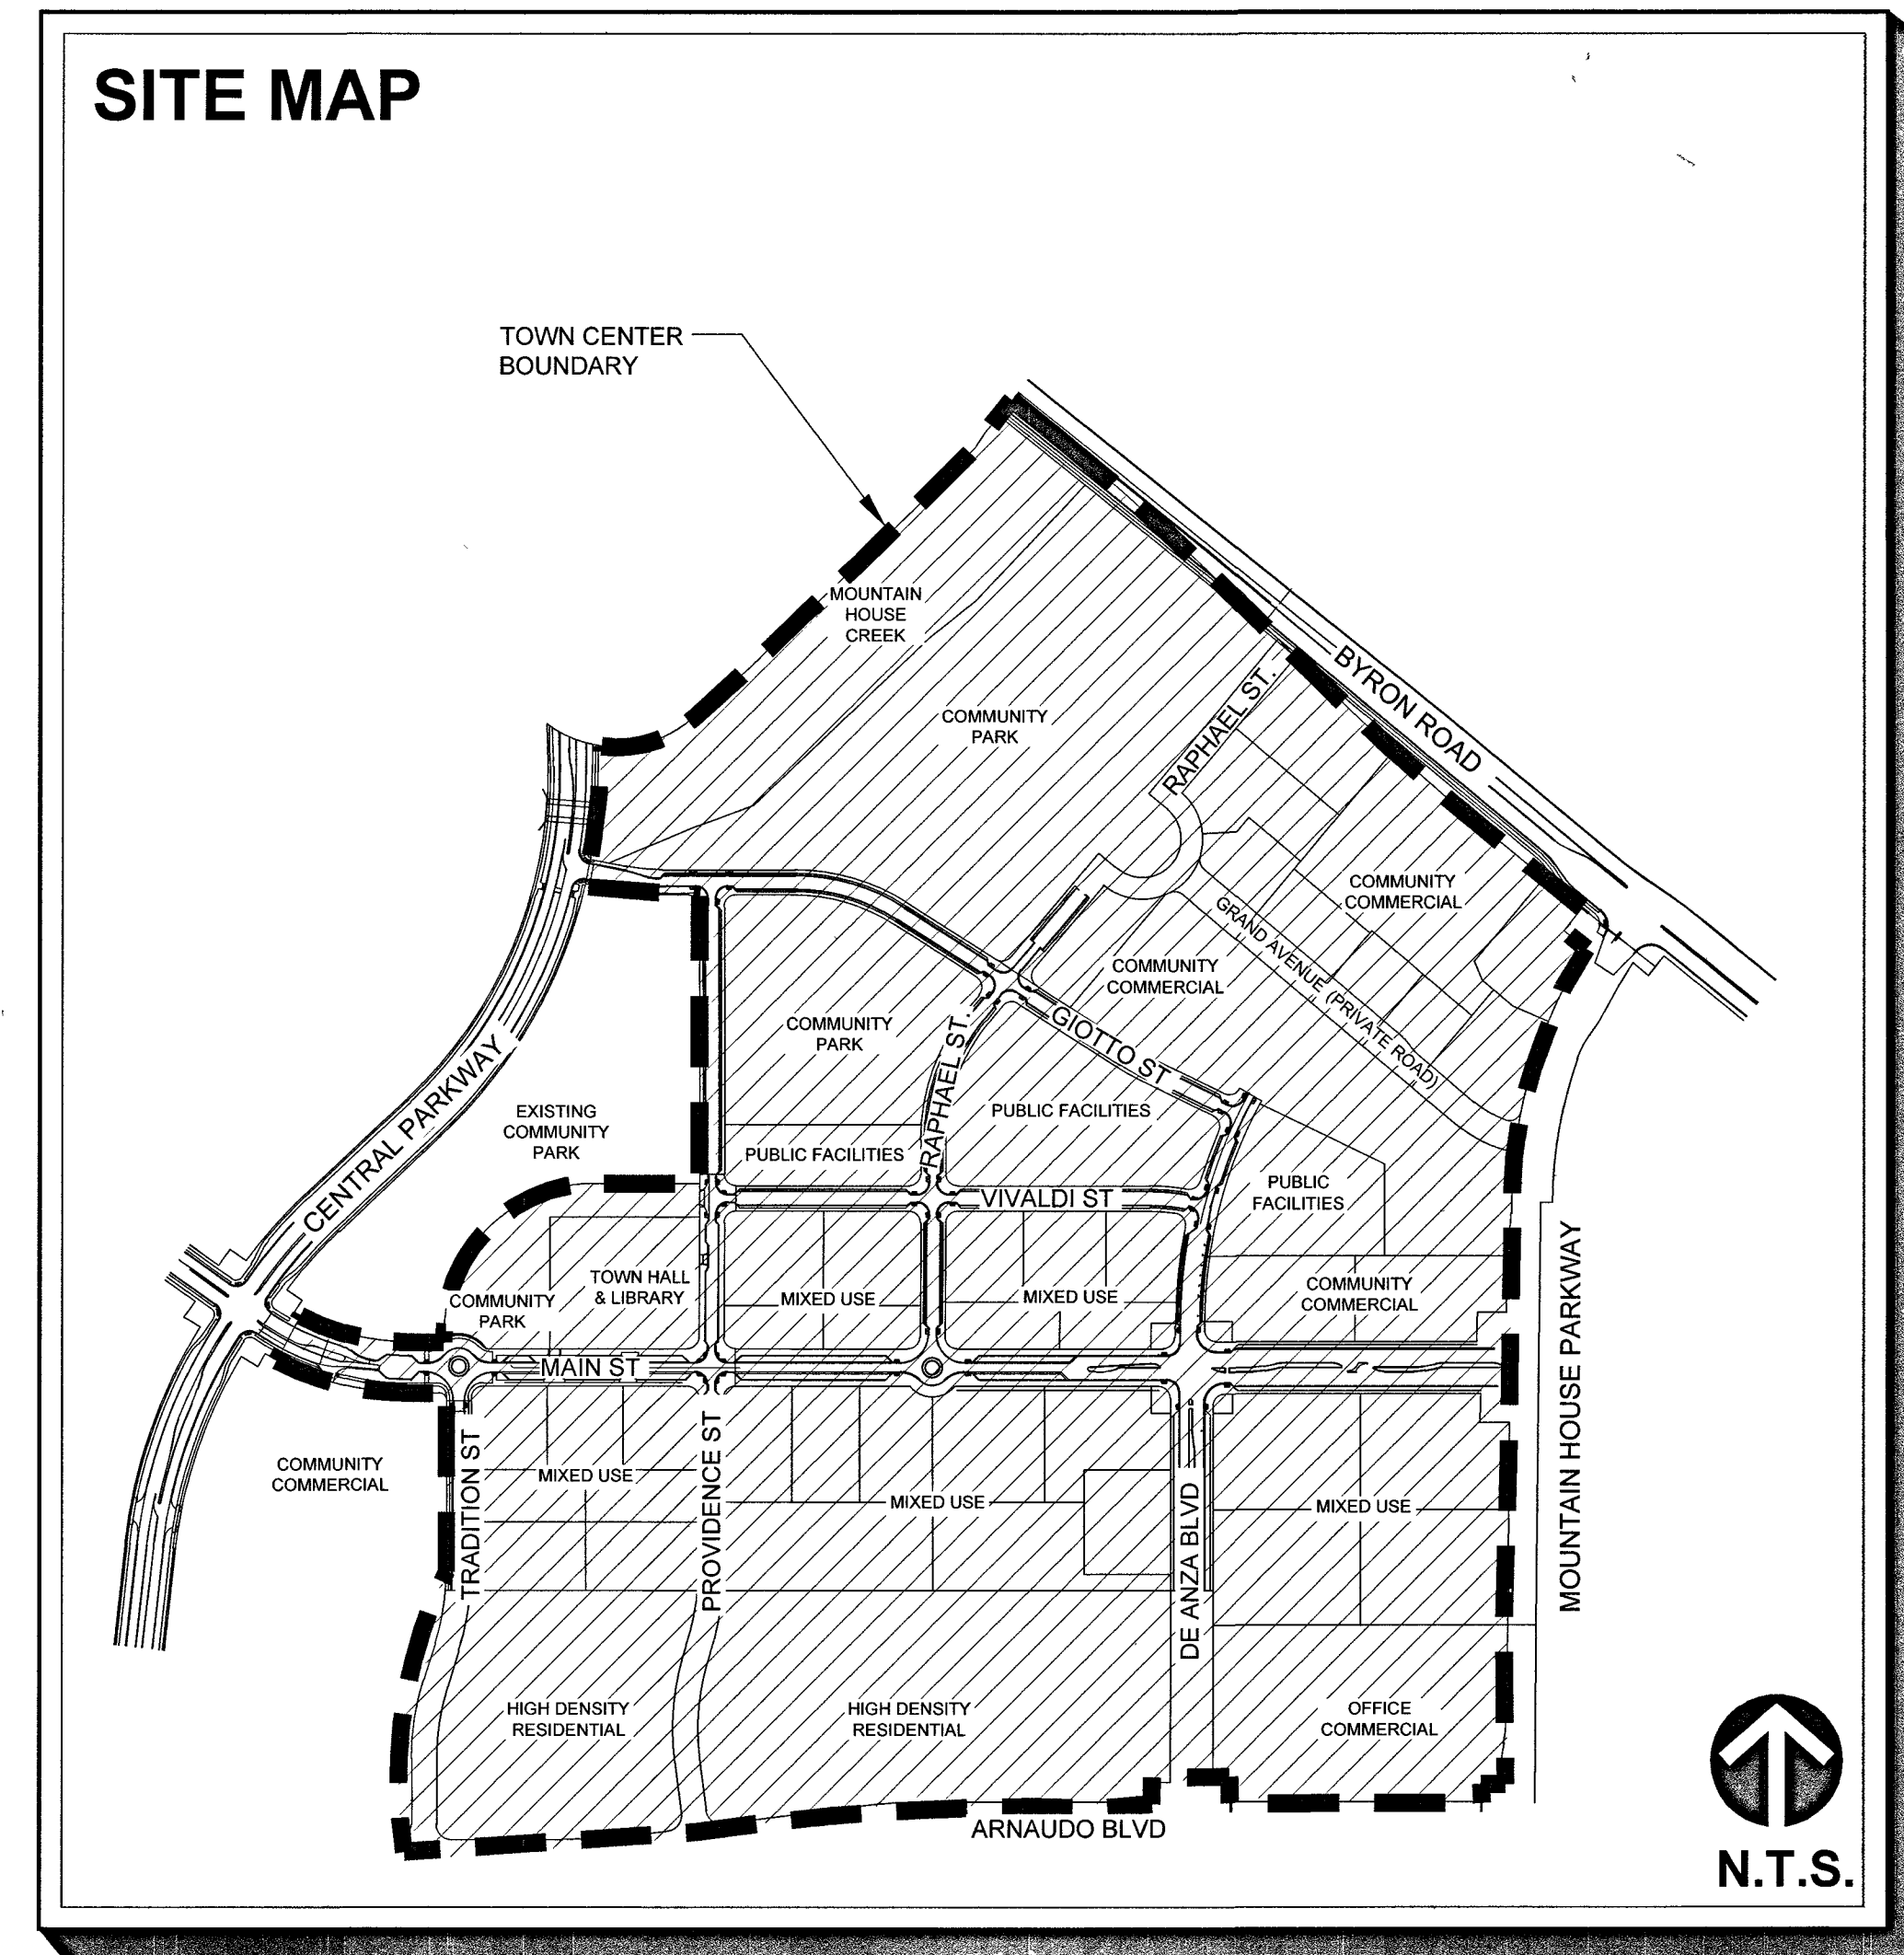 SITE MAP
TOWN CENTER
BOUNDARY
MOUNTAIN
HOUSE
CREEK
BYRON ROAD
RAPHAEL ST.
COMMUNITY
PARK
COMMUNITY
COMMERCIAL
GRAND AVENUE (PRIVATE ROAD)
COMMUNITY
COMMERCIAL
COMMUNITY
PARK
RAPHAEL ST.
GIOTTO ST
CENTRAL PARKWAY
EXISTING
COMMUNITY
PARK
PUBLIC FACILITIES
PUBLIC FACILITIES
PUBLIC
FACILITIES
VIVALDI ST
TOWN HALL
& LIBRARY
COMMUNITY
PARK
MIXED USE
MIXED USE
COMMUNITY
COMMERCIAL
MOUNTAIN HOUSE PARKWAY
MAIN ST
COMMUNITY
COMMERCIAL
TRADITION ST
MIXED USE
PROVIDENCE ST
MIXED USE
DE ANZA BLVD
MIXED USE
HIGH DENSITY
RESIDENTIAL
HIGH DENSITY
RESIDENTIAL
OFFICE
COMMERCIAL
ARNAUDO BLVD
N.T.S.